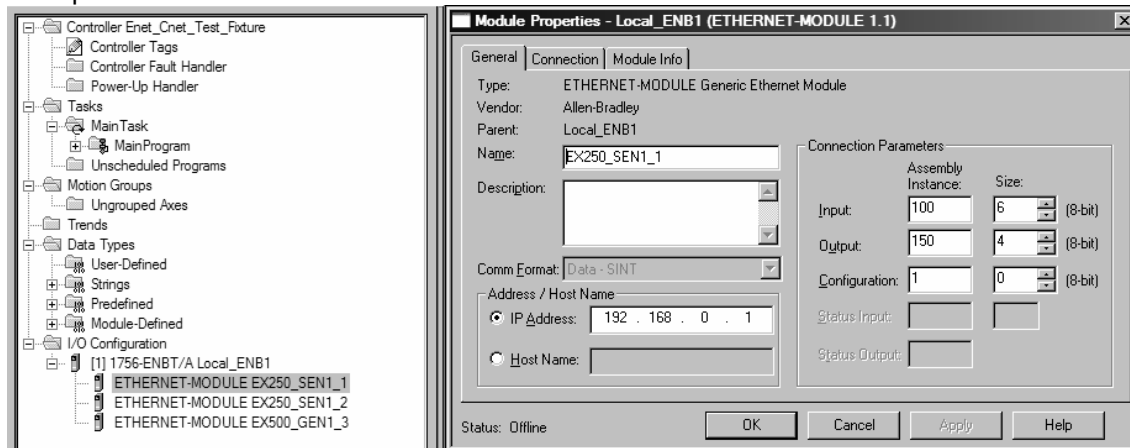 Controller Enet_Cnet_Test_Fixture
Controller Tags
Controller Fault Handler
Power-Up Handler
Tasks
MainTask
MainProgram
Unscheduled Programs
Motion Groups
Ungrouped Axes
Trends
Data Types
User-Defined
Strings
Predefined
Module-Defined
I/O Configuration
[1] 1756-ENBT/A Local_ENB1
ETHERNET-MODULE EX250_SEN1_1
ETHERNET-MODULE EX250_SEN1_2
ETHERNET-MODULE EX500_GEN1_3
Module Properties - Local_ENB1 (ETHERNET-MODULE 1.1)
General Connection Module Info
Type: ETHERNET-MODULE Generic Ethernet Module
Vendor: Allen-Bradley
Parent: Local_ENB1
Name: EX250_SEN1_1
Description:
Comm Format: Data - SINT
Address / Host Name
IP Address: 192 . 168 . 0 . 1
Host Name:
Connection Parameters
Assembly
Instance: Size:
Input: 100 6 (8-bit)
Output: 150 4 (8-bit)
Configuration: 1 0 (8-bit)
Status Input:
Status Output:
Status: Offline
OK Cancel Apply Help